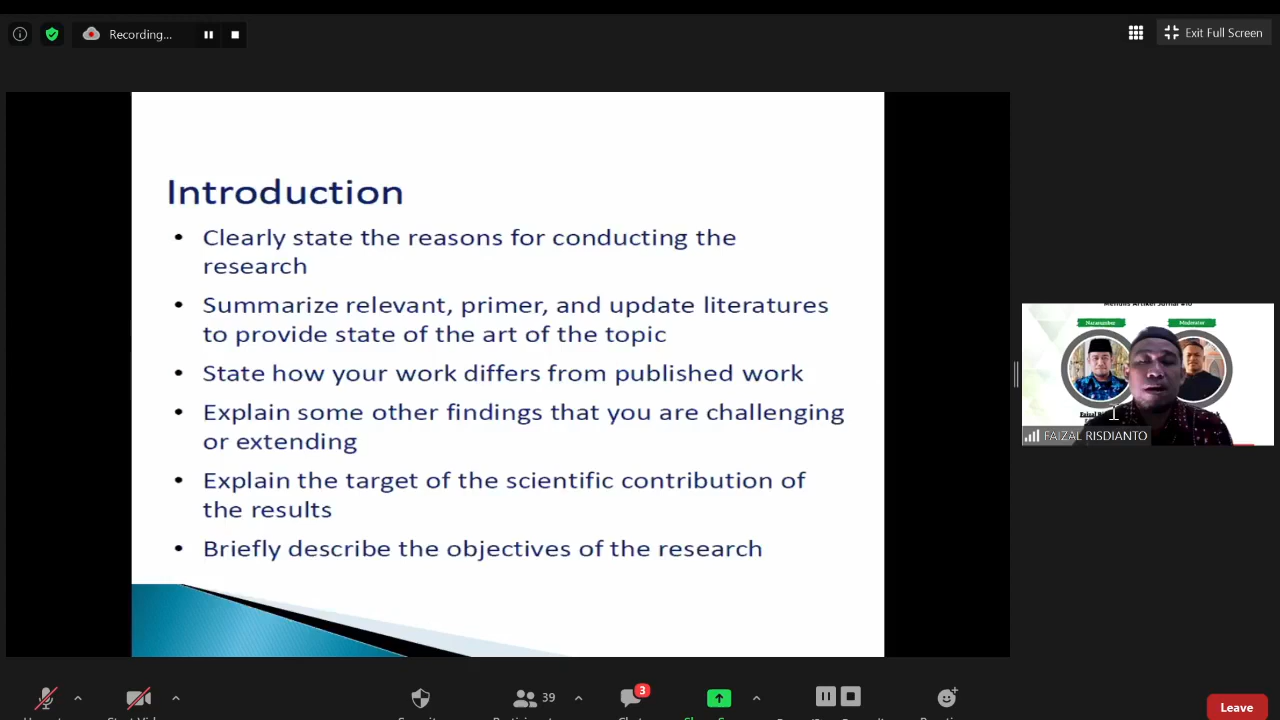 Recording...
Exit Full Screen
Introduction
• Clearly state the reasons for conducting the
research
• Summarize relevant, primer, and update literatures
to provide state of the art of the topic
• State how your work differs from published work
• Explain some other findings that you are challenging
or extending
• Explain the target of the scientific contribution of
the results
• Briefly describe the objectives of the research
Narasumber
Moderator
FAIZAL RISDIANTO
39
3
Leave